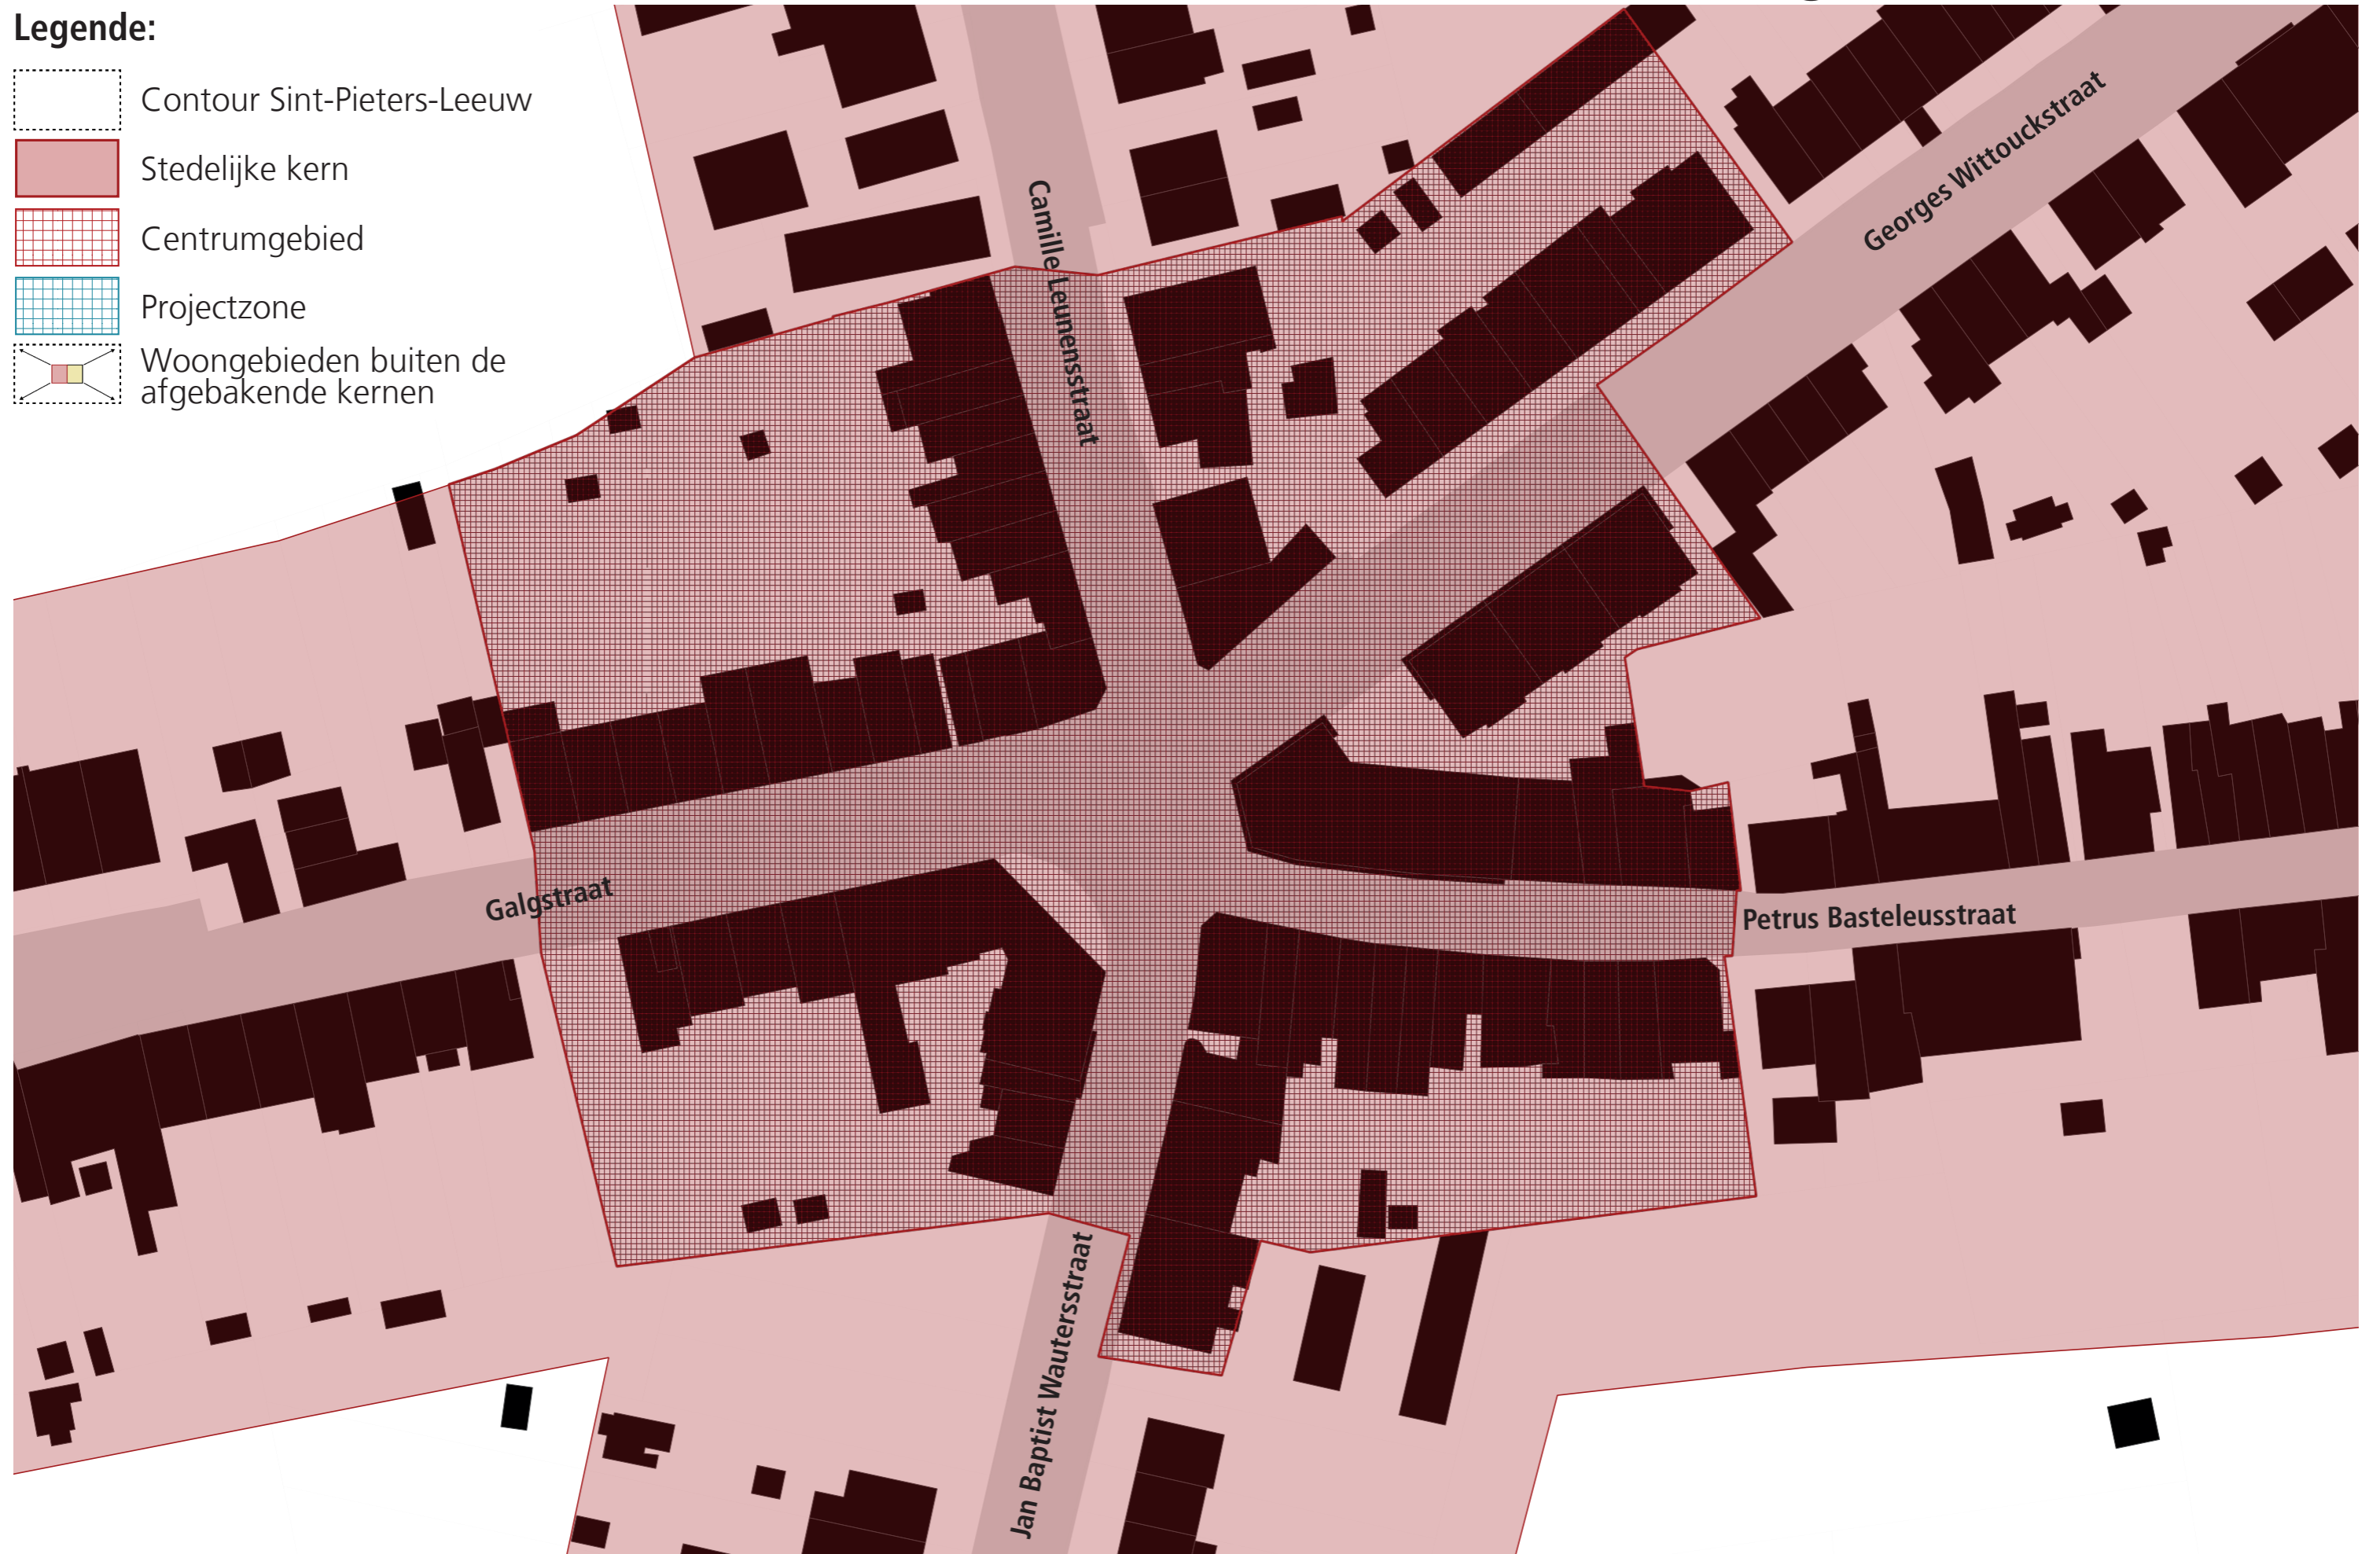 Legende:
Contour Sint-Pieters-Leeuw
Stedelijke kern
Centrumgebied
Projectzone
Woongebieden buiten de
afgebakende kernen
Camille Leunensstraat
Georges Wittouckstraat
Galgstraat
Petrus Basteleusstraat
Jan Baptist Wautersstraat